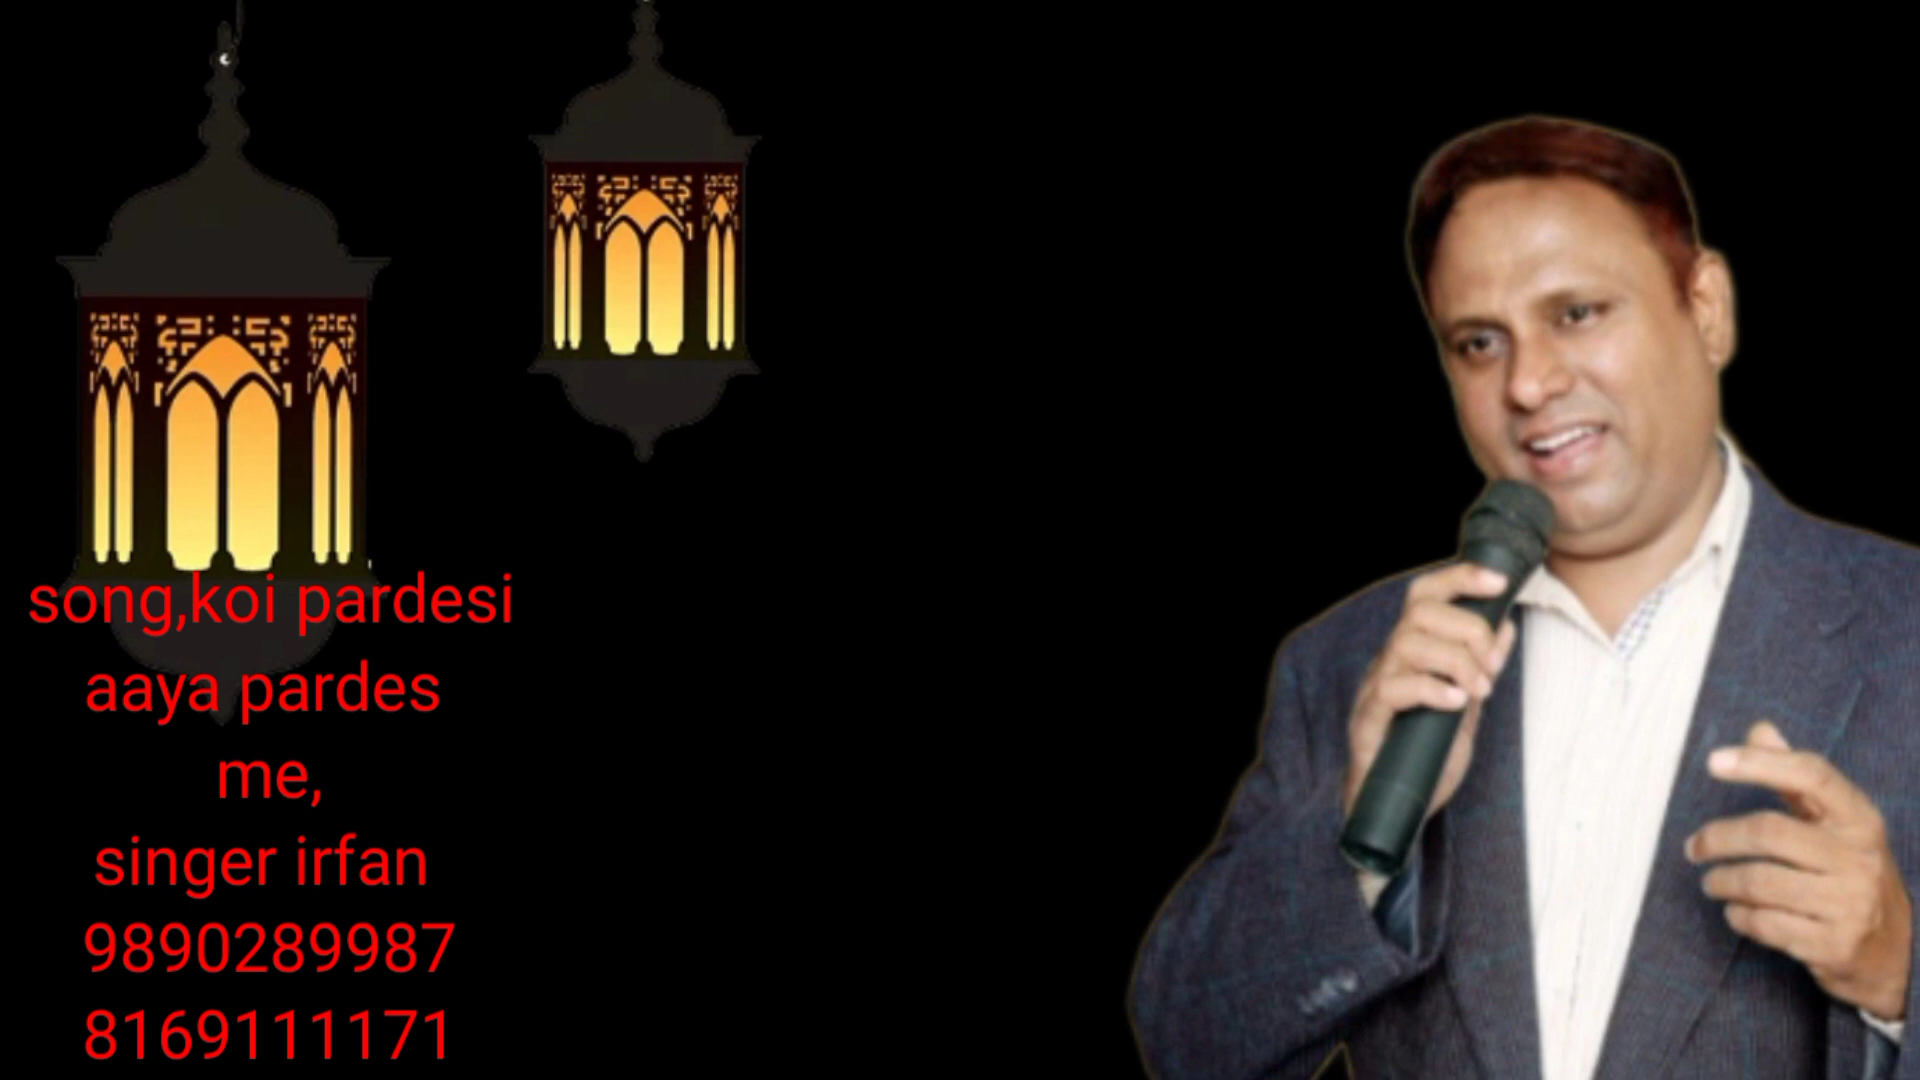 song,koi pardesi
aaya pardes
me,
singer irfan
9890289987
8169111171